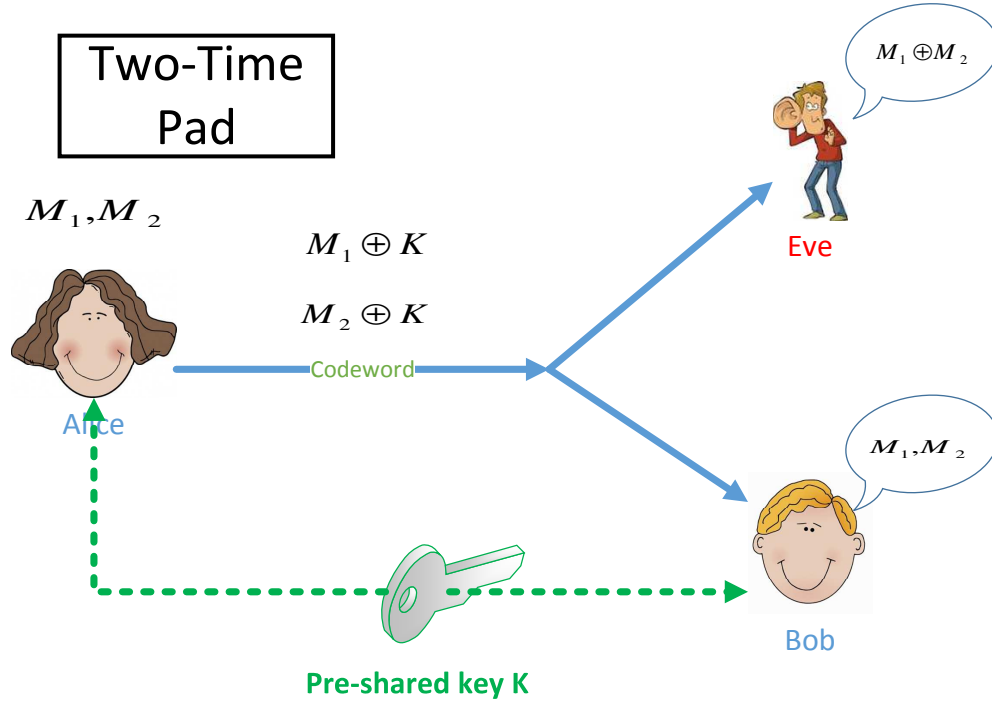 Two-Time
Pad
M₁⊕M₂
M₁,M₂
M₁ ⊕ K
Eve
M₂ ⊕ K
Codeword
Alice
M₁,M₂
Bob
Pre-shared key K